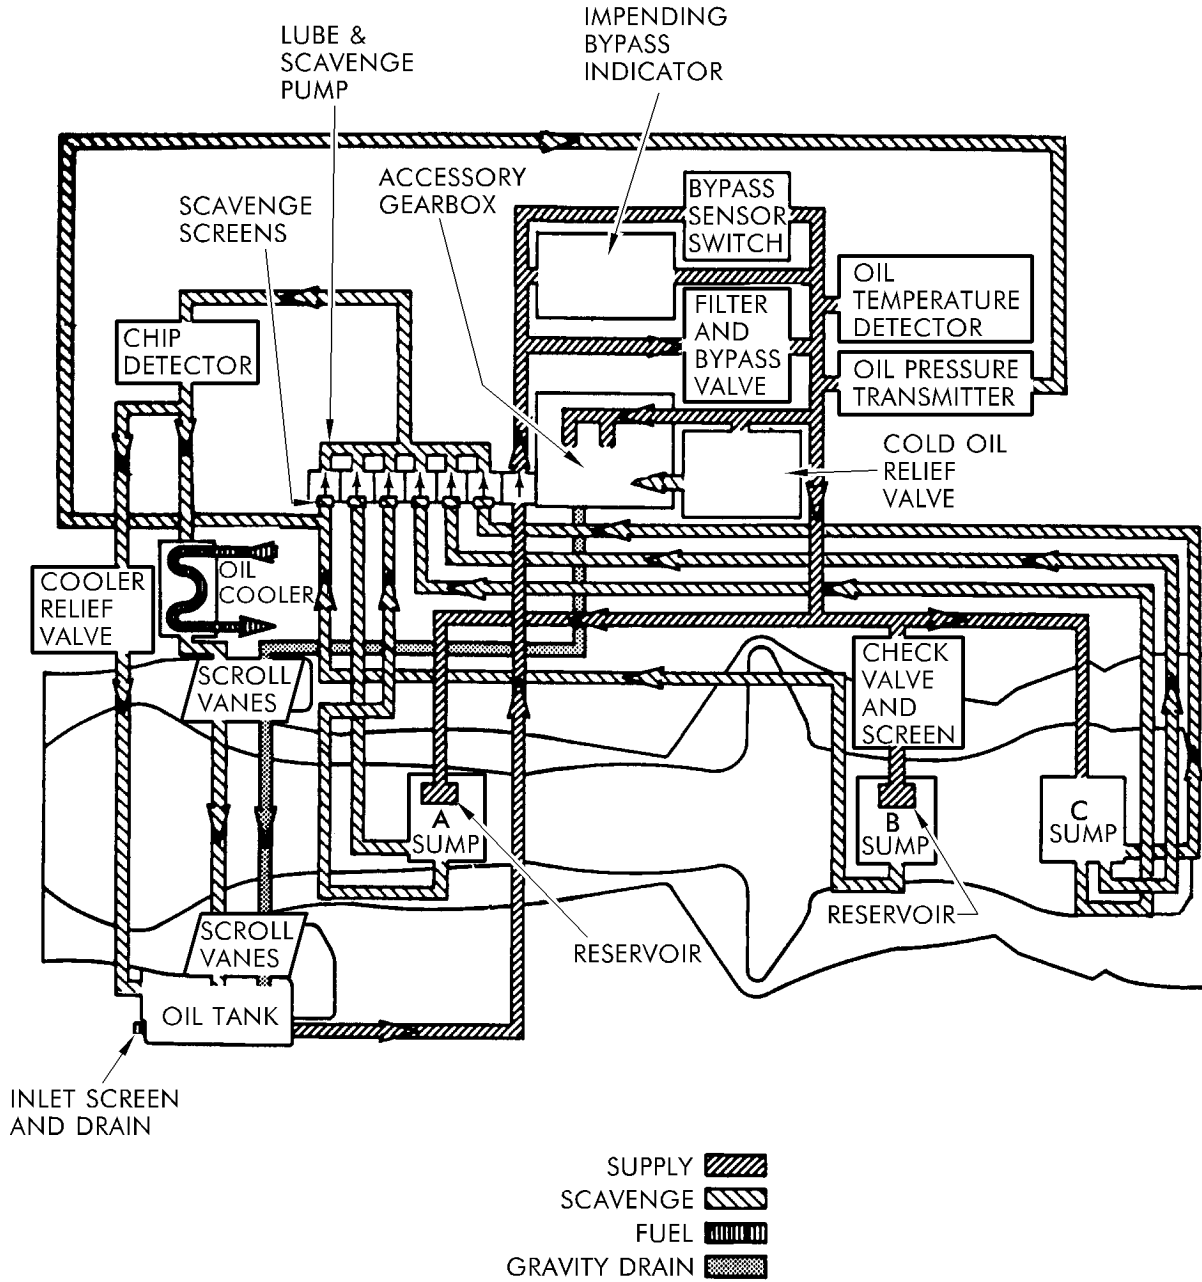 IMPENDING
BYPASS
INDICATOR
LUBE &
SCAVENGE
PUMP
ACCESSORY
GEARBOX
SCAVENGE
SCREENS
BYPASS
SENSOR
SWITCH
OIL
TEMPERATURE
DETECTOR
FILTER
AND
BYPASS
VALVE
CHIP
DETECTOR
OIL PRESSURE
TRANSMITTER
COLD OIL
RELIEF
VALVE
COOLER
RELIEF
VALVE
OIL
COOLER
SCROLL
VANES
CHECK
VALVE
AND
SCREEN
A
SUMP
B
SUMP
C
SUMP
RESERVOIR
RESERVOIR
SCROLL
VANES
OIL TANK
INLET SCREEN
AND DRAIN
SUPPLY
SCAVENGE
FUEL
GRAVITY DRAIN